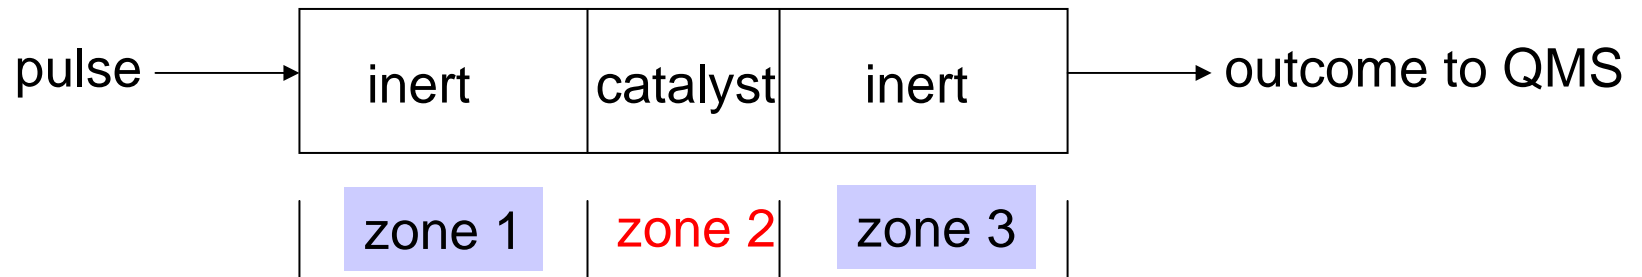 pulse inert catalyst inert outcome to QMS
zone 1 zone 2 zone 3